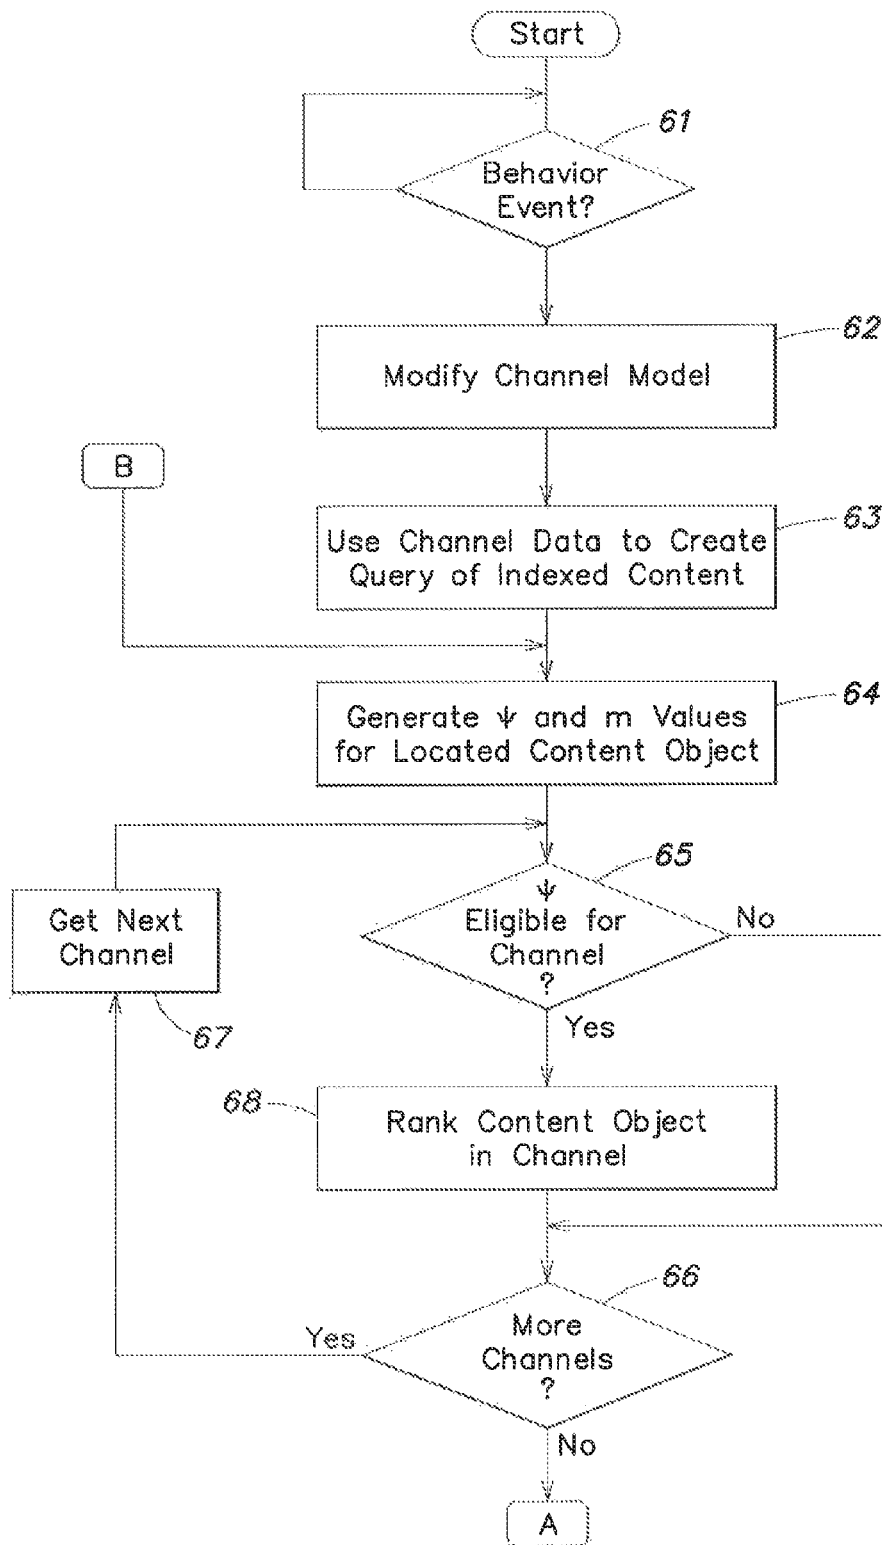 Start
61
Behavior
Event?
62
Modify Channel Model
B
63
Use Channel Data to Create
Query of Indexed Content
64
Generate ψ and m Values
for Located Content Object
65
ψ
Eligible for
Channel
?
No
Get Next
Channel
67
Yes
68
Rank Content Object
in Channel
66
More
Channels
?
Yes
No
A